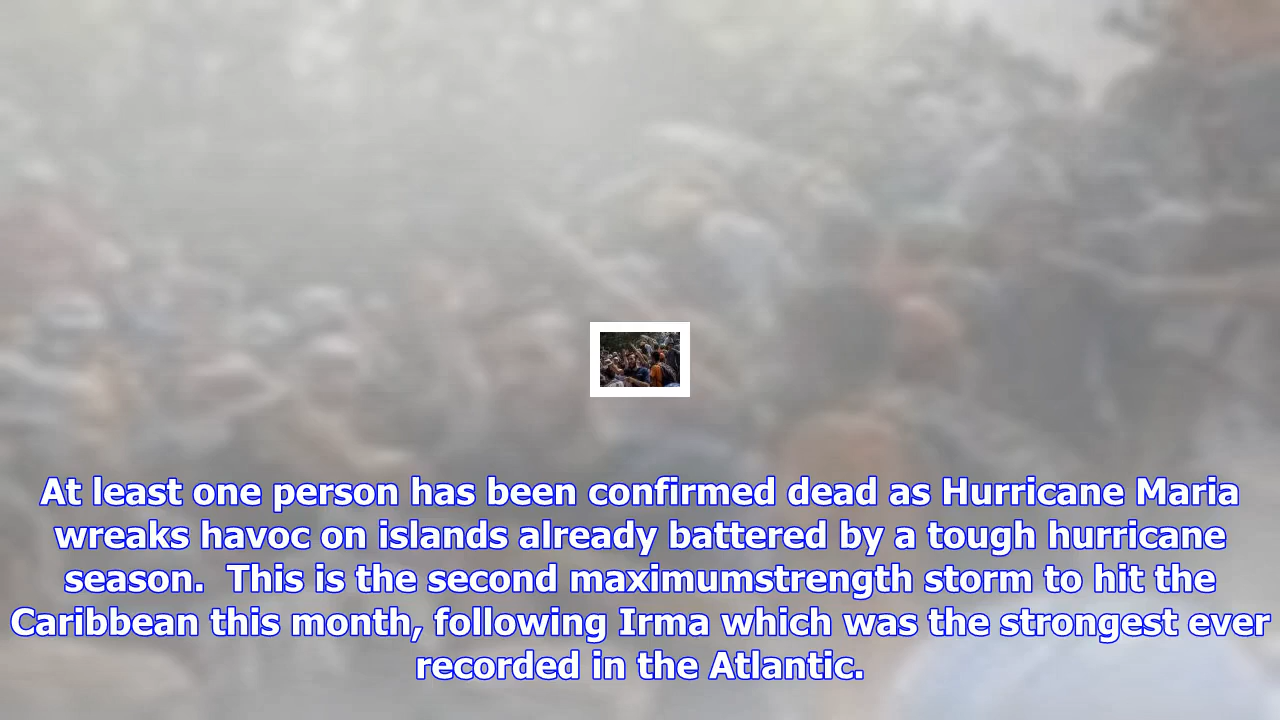 At least one person has been confirmed dead as Hurricane Maria
wreaks havoc on islands already battered by a tough hurricane
season.  This is the second maximumstrength storm to hit the
Caribbean this month, following Irma which was the strongest ever
recorded in the Atlantic.